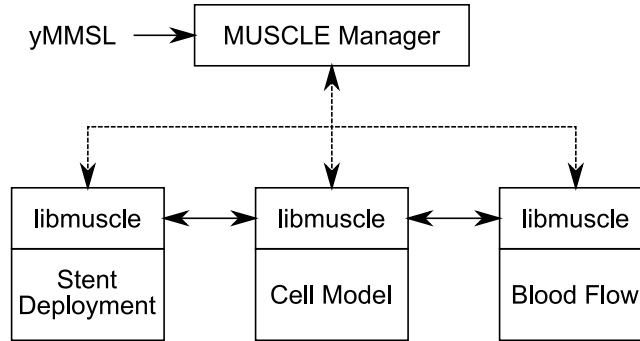 yMMSL
MUSCLE Manager
libmuscle
libmuscle
libmuscle
Stent
Deployment
Cell Model
Blood Flow